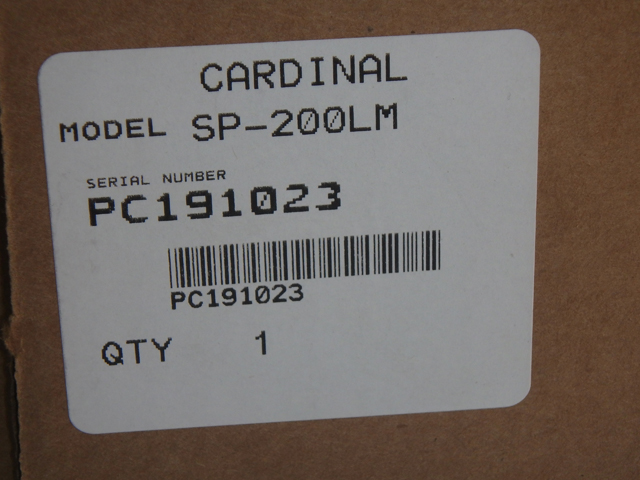 CARDINAL
MODEL SP-200LM
SERIAL NUMBER
PC191023
PC191023
QTY 1